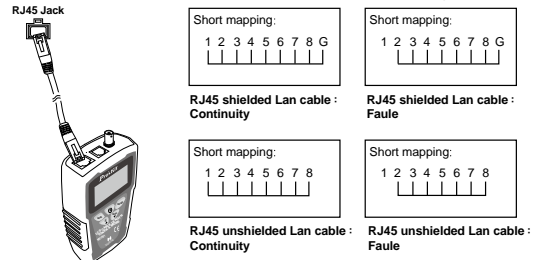 RJ45 Jack
Short mapping:
1 2 3 4 5 6 7 8 G
RJ45 shielded Lan cable :
Continuity
Short mapping:
1 2 3 4 5 6 7 8 G
RJ45 shielded Lan cable :
Faule
Short mapping:
1 2 3 4 5 6 7 8
RJ45 unshielded Lan cable :
Continuity
Short mapping:
1 2 3 4 5 6 7 8
RJ45 unshielded Lan cable :
Faule
Pro'sKit